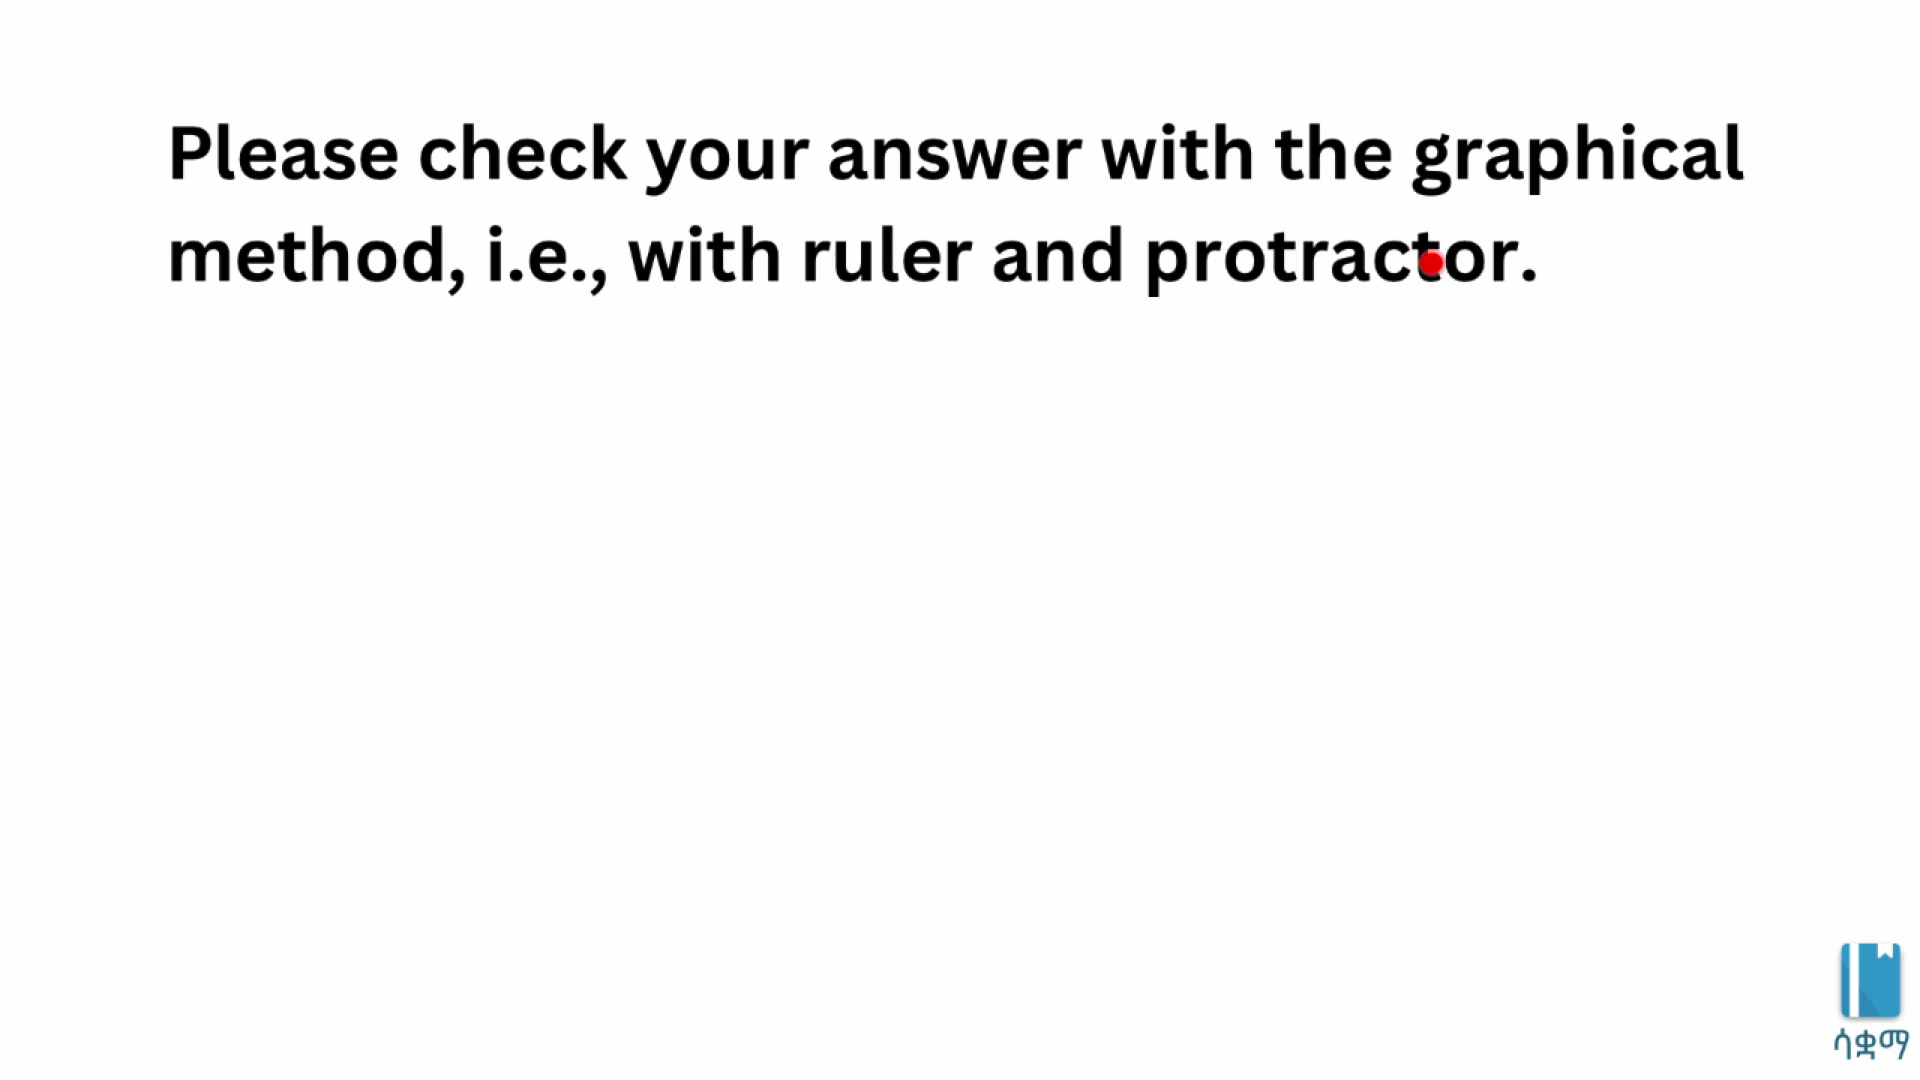 Please check your answer with the graphical
method, i.e., with ruler and protractor.
ሳቋማ